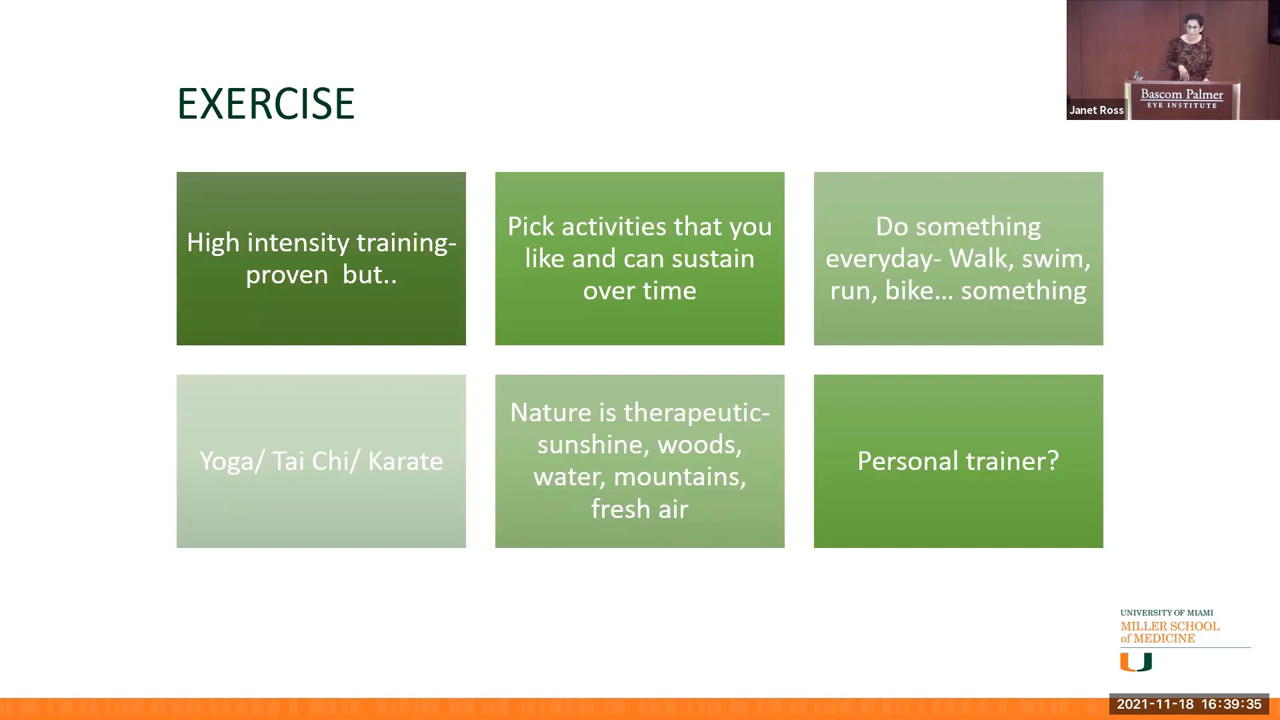 Bascom Palmer
EYE INSTITUTE
Janet Ross
EXERCISE
High intensity training-
proven but..
Pick activities that you
like and can sustain
over time
Do something
everyday- Walk, swim,
run, bike... something
Yoga/ Tai Chi/ Karate
Nature is therapeutic-
sunshine, woods,
water, mountains,
fresh air
Personal trainer?
UNIVERSITY OF MIAMI
MILLER SCHOOL
of MEDICINE
2021-11-18 16:39:35